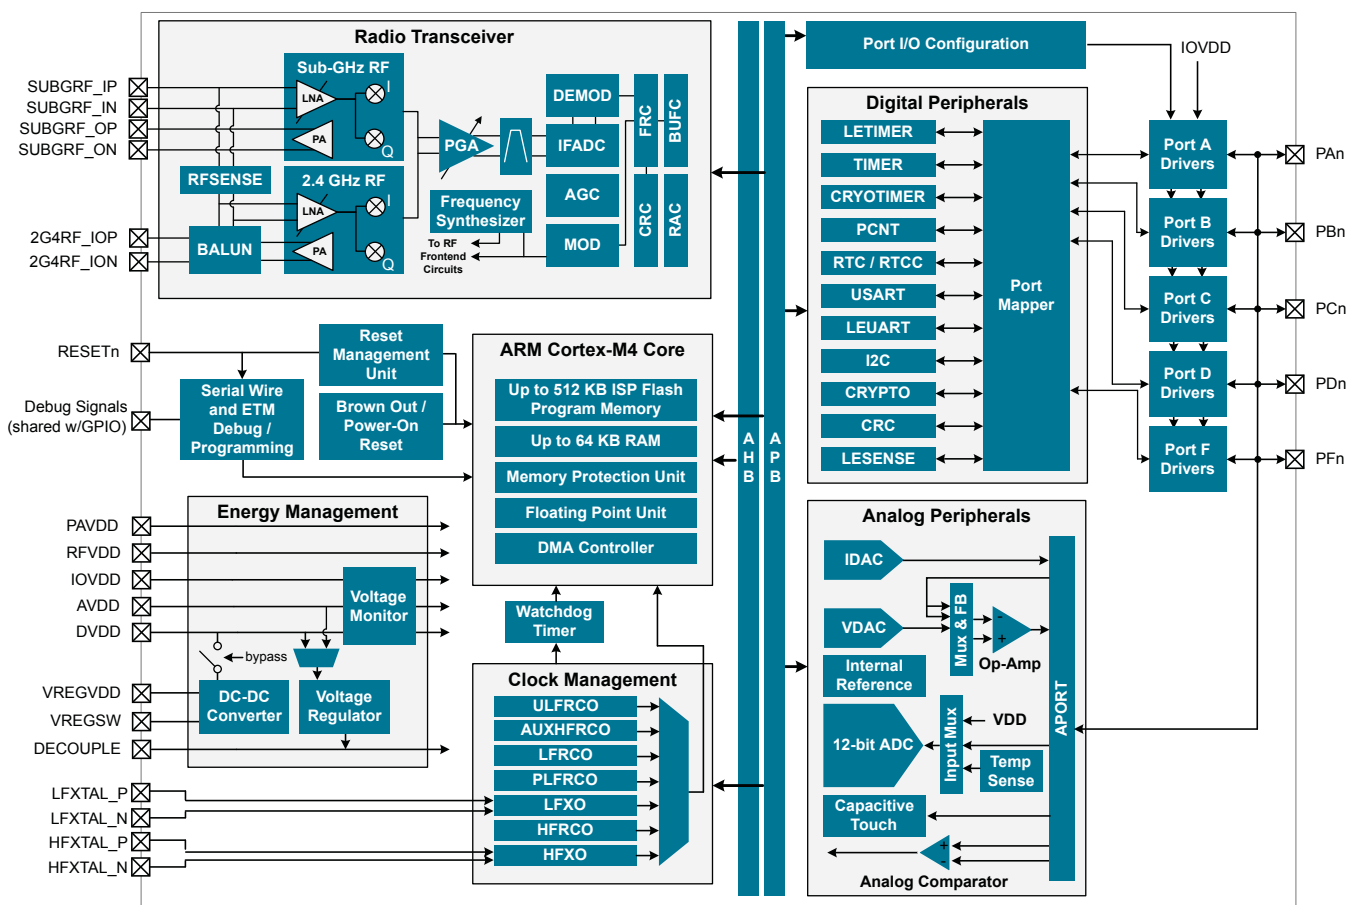 Radio Transceiver
SUBGRF_IP
SUBGRF_IN
SUBGRF_OP
SUBGRF_ON
2G4RF_IOP
2G4RF_ION
Sub-GHz RF
LNA
I
PA
Q
RFSENSE
2.4 GHz RF
LNA
I
PA
Q
BALUN
PGA
Frequency
Synthesizer
To RF
Frontend
Circuits
DEMOD
IFADC
AGC
MOD
FRC
BUFC
CRC
RAC
RESETn
Debug Signals
(shared w/GPIO)
Reset
Management
Unit
Serial Wire
and ETM
Debug /
Programming
Brown Out /
Power-On
Reset
ARM Cortex-M4 Core
Up to 512 KB ISP Flash
Program Memory
Up to 64 KB RAM
Memory Protection Unit
Floating Point Unit
DMA Controller
Watchdog
Timer
Energy Management
PAVDD
RFVDD
IOVDD
AVDD
DVDD
VREGVDD
VREGSW
DECOUPLE
Voltage
Monitor
bypass
DC-DC
Converter
Voltage
Regulator
Clock Management
ULFRCO
AUXHFRCO
LFRCO
PLFRCO
LFXO
HFRCO
HFXO
LFXTAL_P
LFXTAL_N
HFXTAL_P
HFXTAL_N
AHB
APB
Port I/O Configuration
IOVDD
Digital Peripherals
LETIMER
TIMER
CRYOTIMER
PCNT
RTC / RTCC
USART
LEUART
I2C
CRYPTO
CRC
LESENSE
Port
Mapper
Port A
Drivers
Port B
Drivers
Port C
Drivers
Port D
Drivers
Port F
Drivers
PAn
PBn
PCn
PDn
PFn
Analog Peripherals
IDAC
VDAC
Mux & FB
-
+
Op-Amp
Internal
Reference
12-bit ADC
Input Mux
VDD
Temp
Sense
Capacitive
Touch
+
-
Analog Comparator
APORT